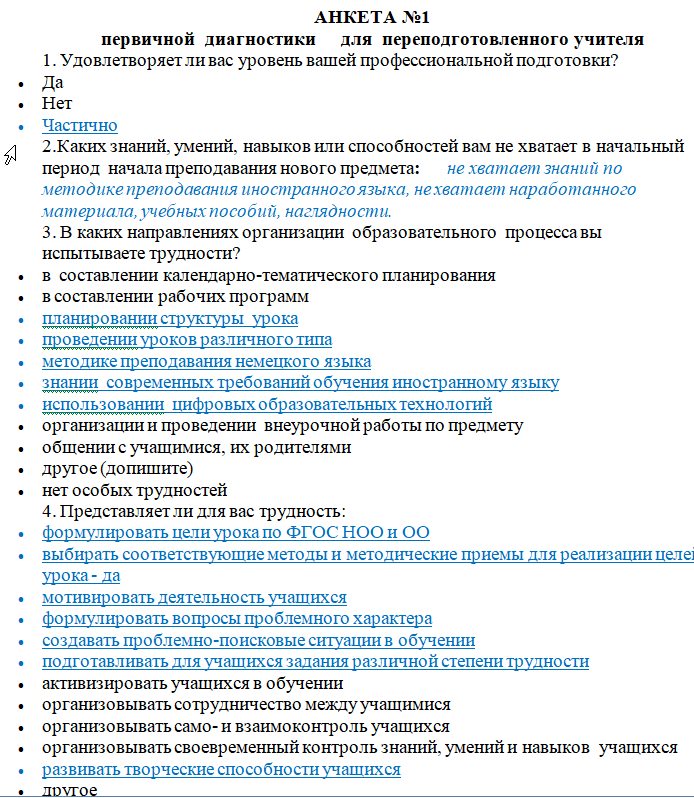 АНКЕТА №1
первичной диагностики для переподготовленного учителя
1. Удовлетворяет ли вас уровень вашей профессиональной подготовки?
• Да
• Нет
• Частично
2.Каких знаний, умений, навыков или способностей вам не хватает в начальный
период начала преподавания нового предмета: не хватает знаний по
методике преподавания иностранного языка, не хватает наработанного
материала, учебных пособий, наглядности.
3. В каких направлениях организации образовательного процесса вы
испытываете трудности?
• в составлении календарно-тематического планирования
• в составлении рабочих программ
• планировании структуры урока
• проведении уроков различного типа
• методике преподавания немецкого языка
• знании современных требований обучения иностранному языку
• использовании цифровых образовательных технологий
• организации и проведении внеурочной работы по предмету
• общении с учащимися, их родителями
• другое (допишите)
• нет особых трудностей
4. Представляет ли для вас трудность:
• формулировать цели урока по ФГОС НОО и ОО
• выбирать соответствующие методы и методические приемы для реализации целей
урока - да
• мотивировать деятельность учащихся
• формулировать вопросы проблемного характера
• создавать проблемно-поисковые ситуации в обучении
• подготавливать для учащихся задания различной степени трудности
• активизировать учащихся в обучении
• организовывать сотрудничество между учащимися
• организовывать само- и взаимоконтроль учащихся
• организовывать своевременный контроль знаний, умений и навыков учащихся
• развивать творческие способности учащихся
• другое